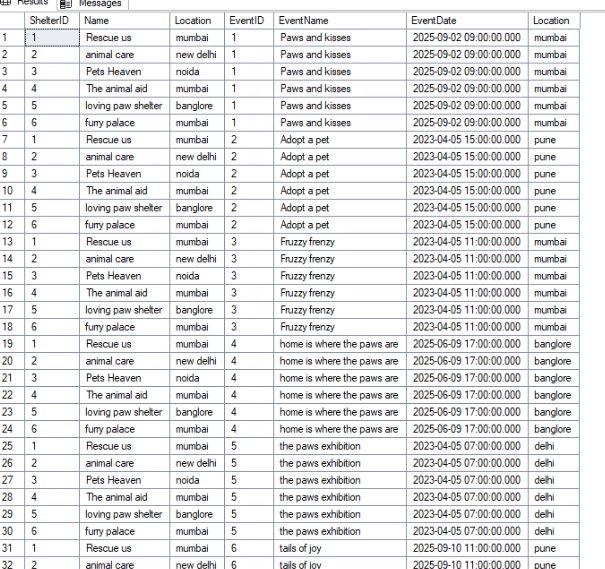 Results Messages
ShelterID Name Location EventID EventName EventDate Location
1 1 Rescue us mumbai 1 Paws and kisses 2025-09-02 09:00:00.000 mumbai
2 2 animal care new delhi 1 Paws and kisses 2025-09-02 09:00:00.000 mumbai
3 3 Pets Heaven noida 1 Paws and kisses 2025-09-02 09:00:00.000 mumbai
4 4 The animal aid mumbai 1 Paws and kisses 2025-09-02 09:00:00.000 mumbai
5 5 loving paw shelter banglore 1 Paws and kisses 2025-09-02 09:00:00.000 mumbai
6 6 furry palace mumbai 1 Paws and kisses 2025-09-02 09:00:00.000 mumbai
7 1 Rescue us mumbai 2 Adopt a pet 2023-04-05 15:00:00.000 pune
8 2 animal care new delhi 2 Adopt a pet 2023-04-05 15:00:00.000 pune
9 3 Pets Heaven noida 2 Adopt a pet 2023-04-05 15:00:00.000 pune
10 4 The animal aid mumbai 2 Adopt a pet 2023-04-05 15:00:00.000 pune
11 5 loving paw shelter banglore 2 Adopt a pet 2023-04-05 15:00:00.000 pune
12 6 furry palace mumbai 2 Adopt a pet 2023-04-05 15:00:00.000 pune
13 1 Rescue us mumbai 3 Fruzzy frenzy 2023-04-05 11:00:00.000 mumbai
14 2 animal care new delhi 3 Fruzzy frenzy 2023-04-05 11:00:00.000 mumbai
15 3 Pets Heaven noida 3 Fruzzy frenzy 2023-04-05 11:00:00.000 mumbai
16 4 The animal aid mumbai 3 Fruzzy frenzy 2023-04-05 11:00:00.000 mumbai
17 5 loving paw shelter banglore 3 Fruzzy frenzy 2023-04-05 11:00:00.000 mumbai
18 6 furry palace mumbai 3 Fruzzy frenzy 2023-04-05 11:00:00.000 mumbai
19 1 Rescue us mumbai 4 home is where the paws are 2025-06-09 17:00:00.000 banglore
20 2 animal care new delhi 4 home is where the paws are 2025-06-09 17:00:00.000 banglore
21 3 Pets Heaven noida 4 home is where the paws are 2025-06-09 17:00:00.000 banglore
22 4 The animal aid mumbai 4 home is where the paws are 2025-06-09 17:00:00.000 banglore
23 5 loving paw shelter banglore 4 home is where the paws are 2025-06-09 17:00:00.000 banglore
24 6 furry palace mumbai 4 home is where the paws are 2025-06-09 17:00:00.000 banglore
25 1 Rescue us mumbai 5 the paws exhibition 2023-04-05 07:00:00.000 delhi
26 2 animal care new delhi 5 the paws exhibition 2023-04-05 07:00:00.000 delhi
27 3 Pets Heaven noida 5 the paws exhibition 2023-04-05 07:00:00.000 delhi
28 4 The animal aid mumbai 5 the paws exhibition 2023-04-05 07:00:00.000 delhi
29 5 loving paw shelter banglore 5 the paws exhibition 2023-04-05 07:00:00.000 delhi
30 6 furry palace mumbai 5 the paws exhibition 2023-04-05 07:00:00.000 delhi
31 1 Rescue us mumbai 6 tails of joy 2025-09-10 11:00:00.000 pune
32 2 animal care new delhi 6 tails of joy 2025-09-10 11:00:00.000 pune